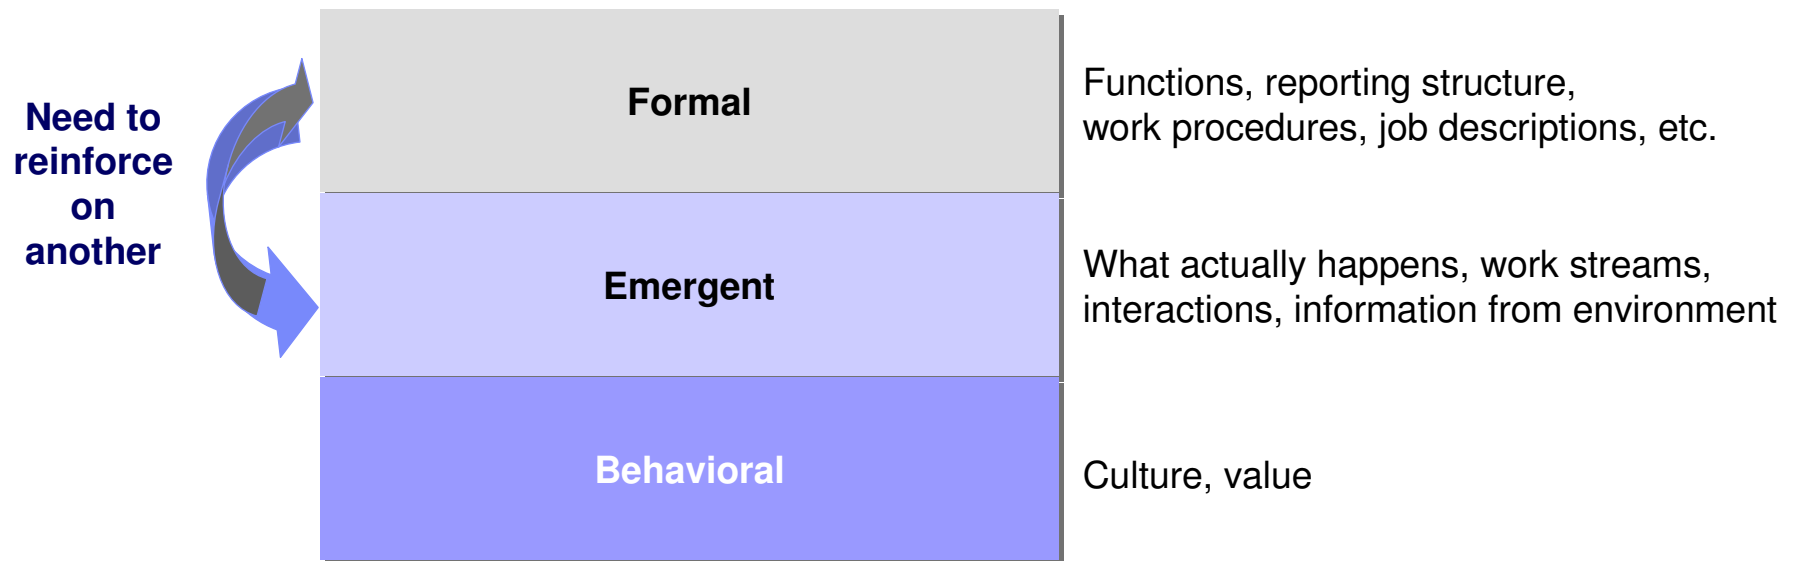 Need to
reinforce
on
another
Formal
Functions, reporting structure,
work procedures, job descriptions, etc.
Emergent
What actually happens, work streams,
interactions, information from environment
Behavioral
Culture, value